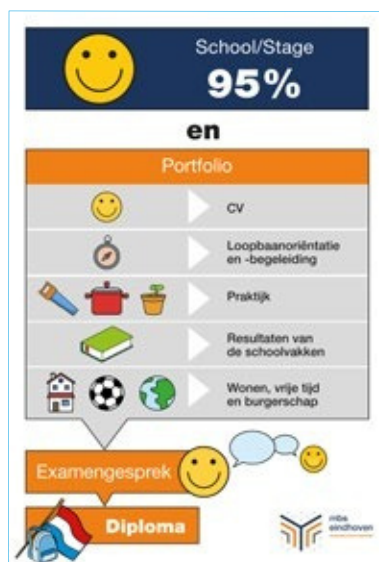 School/Stage
95%
en
Portfolio
CV
Loopbaanoriëntatie
en -begeleiding
Praktijk
Resultaten van
de schoolvakken
Wonen, vrije tijd
en burgerschap
Examengesprek
Diploma
mbs
eindhoven